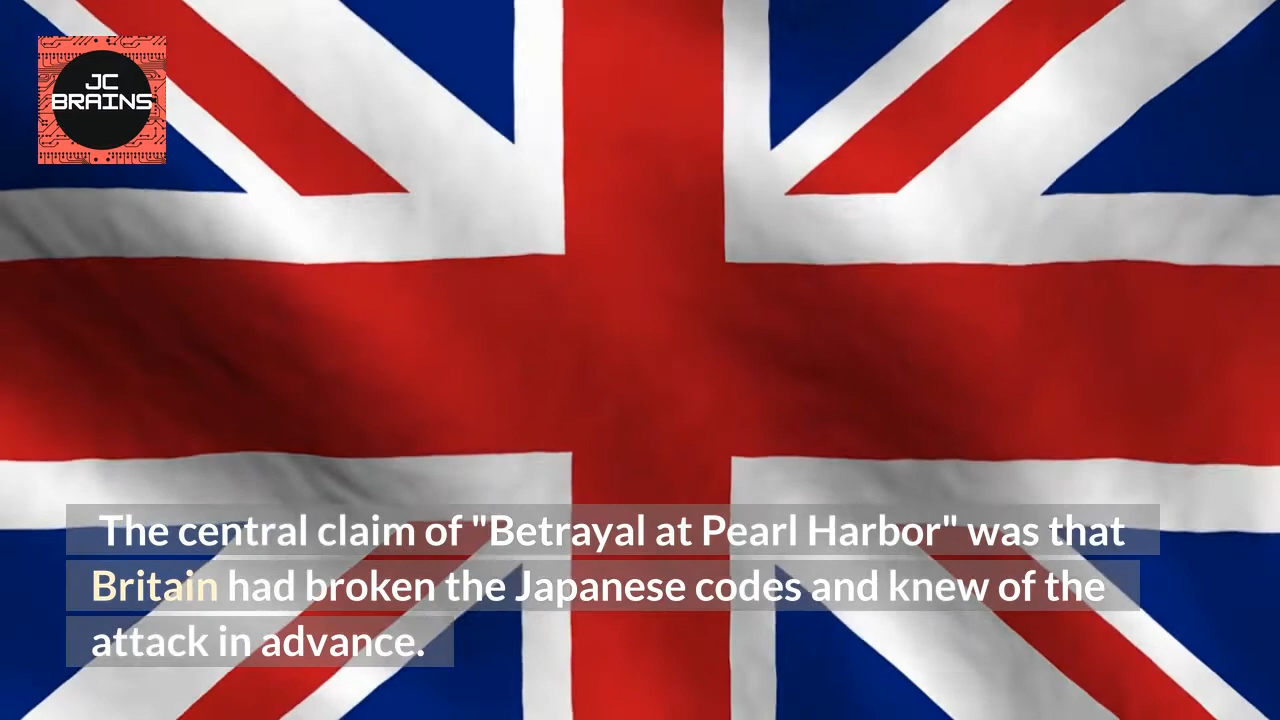 JC
BRAINS
The central claim of "Betrayal at Pearl Harbor" was that
Britain had broken the Japanese codes and knew of the
attack in advance.